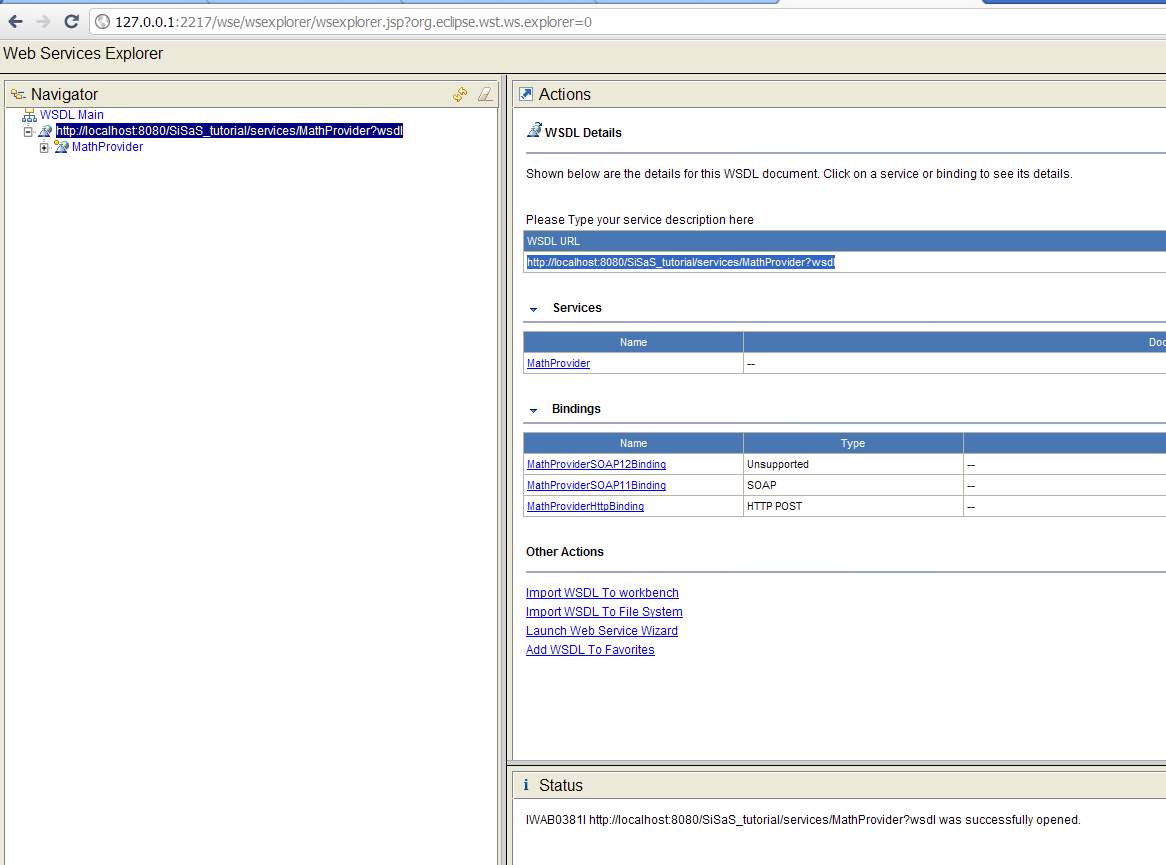 127.0.0.1:2217/wse/wsexplorer/wsexplorer.jsp?org.eclipse.wst.ws.explorer=0
Web Services Explorer
Navigator
WSDL Main
http://localhost:8080/SiSaS_tutorial/services/MathProvider?wsdl
MathProvider
Actions
WSDL Details
Shown below are the details for this WSDL document. Click on a service or binding to see its details.
Please Type your service description here
WSDL URL
http://localhost:8080/SiSaS_tutorial/services/MathProvider?wsdl
Services
Name Doc
MathProvider --
Bindings
Name Type
MathProviderSOAP12Binding Unsupported --
MathProviderSOAP11Binding SOAP --
MathProviderHttpBinding HTTP POST --
Other Actions
Import WSDL To workbench
Import WSDL To File System
Launch Web Service Wizard
Add WSDL To Favorites
Status
IWAB0381I http://localhost:8080/SiSaS_tutorial/services/MathProvider?wsdl was successfully opened.